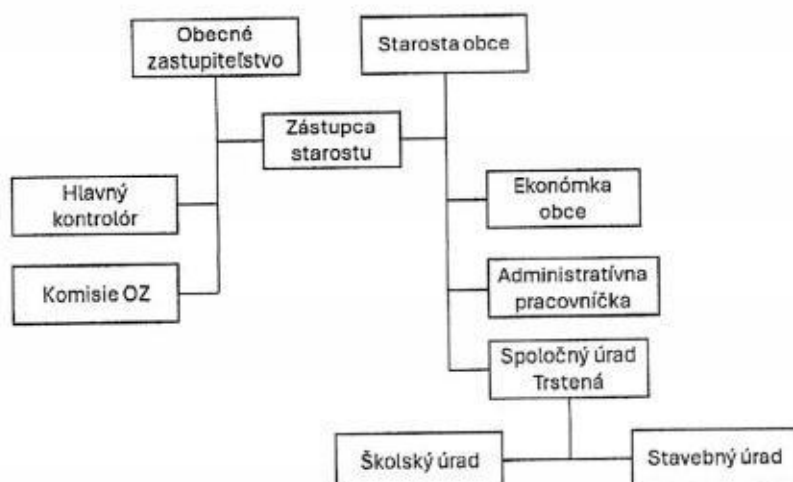 Obecné
zastupiteľstvo
Starosta obce
Zástupca
starostu
Hlavný
kontrolór
Ekonómka
obce
Komisie OZ
Administratívna
pracovníčka
Spoločný úrad
Trstená
Školský úrad
Stavebný úrad